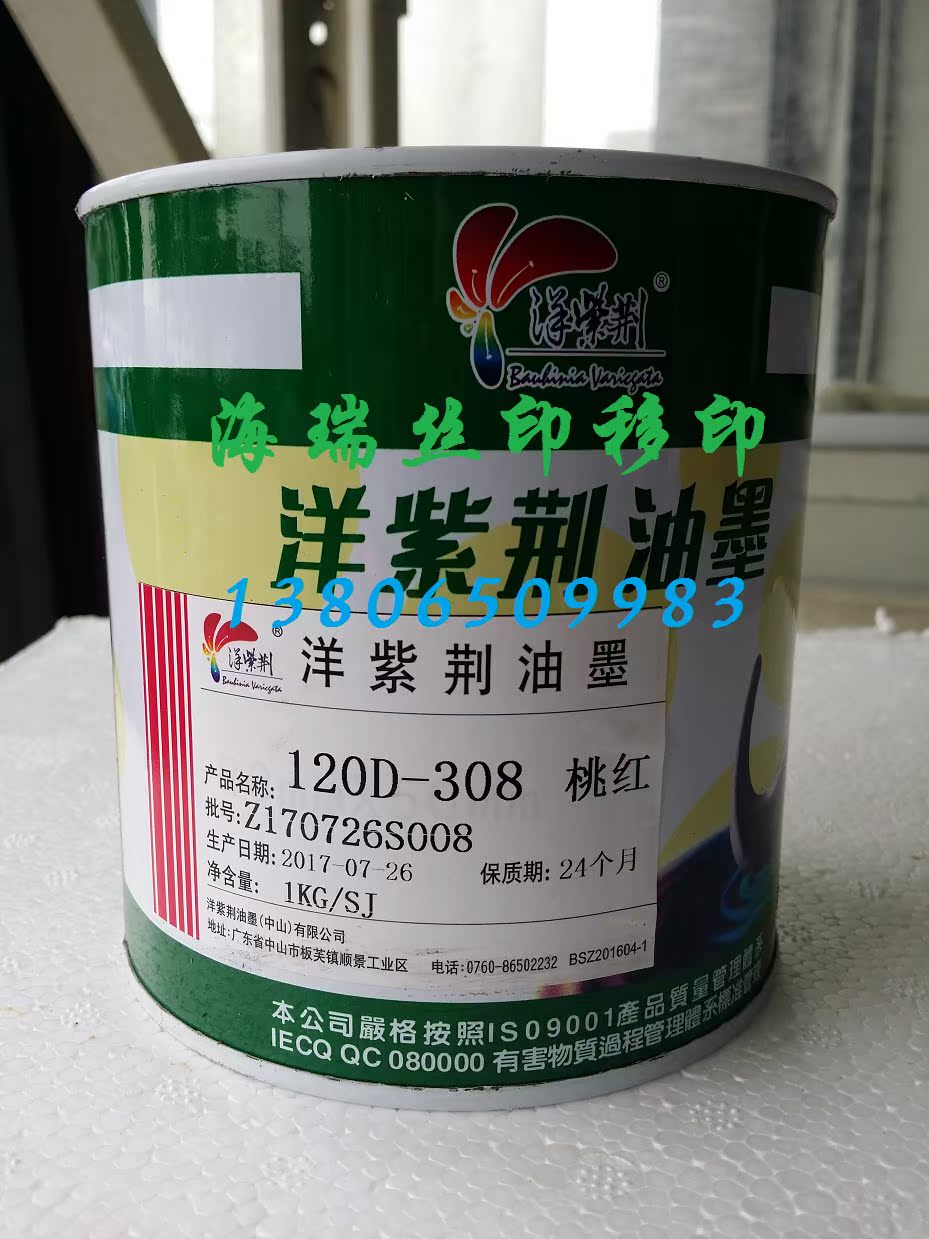 洋紫荆®
Bauhinia Varicgata
海瑞丝印移印
洋紫荆油墨
13806509983
洋紫荆®
Bauhinia Varicgata
洋紫荆油墨
产品名称: 120D-308 桃红
批号:Z170726S008
生产日期:2017-07-26 保质期:24个月
净含量: 1KG/SJ
洋紫荆油墨(中山)有限公司
地址:广东省中山市板芙镇顺景工业区 电话:0760-86502232 BSZ201604-1
本公司嚴格按照ISO9001產品質量管理體系
IECQ QC 080000 有害物質過程管理體系標准管理